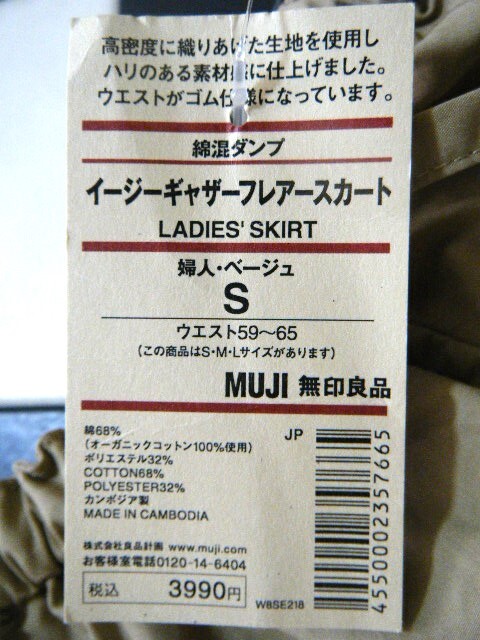 高密度に織りあげた生地を使用し
ハリのある素材感に仕上げました。
ウエストがゴム仕様になっています。
綿混ダンプ
イージーギャザーフレアースカート
LADIES' SKIRT
婦人・ベージュ
S
ウエスト59〜65
(この商品はS・M・Lサイズがあります)
MUJI 無印良品
綿68%
(オーガニックコットン100%使用)
ポリエステル32%
COTTON68%
POLYESTER32%
カンボジア製
MADE IN CAMBODIA
JP
4550002357665
株式会社良品計画 www.muji.com
お客様室電話0120-14-6404
税込 3990円
W8SE218